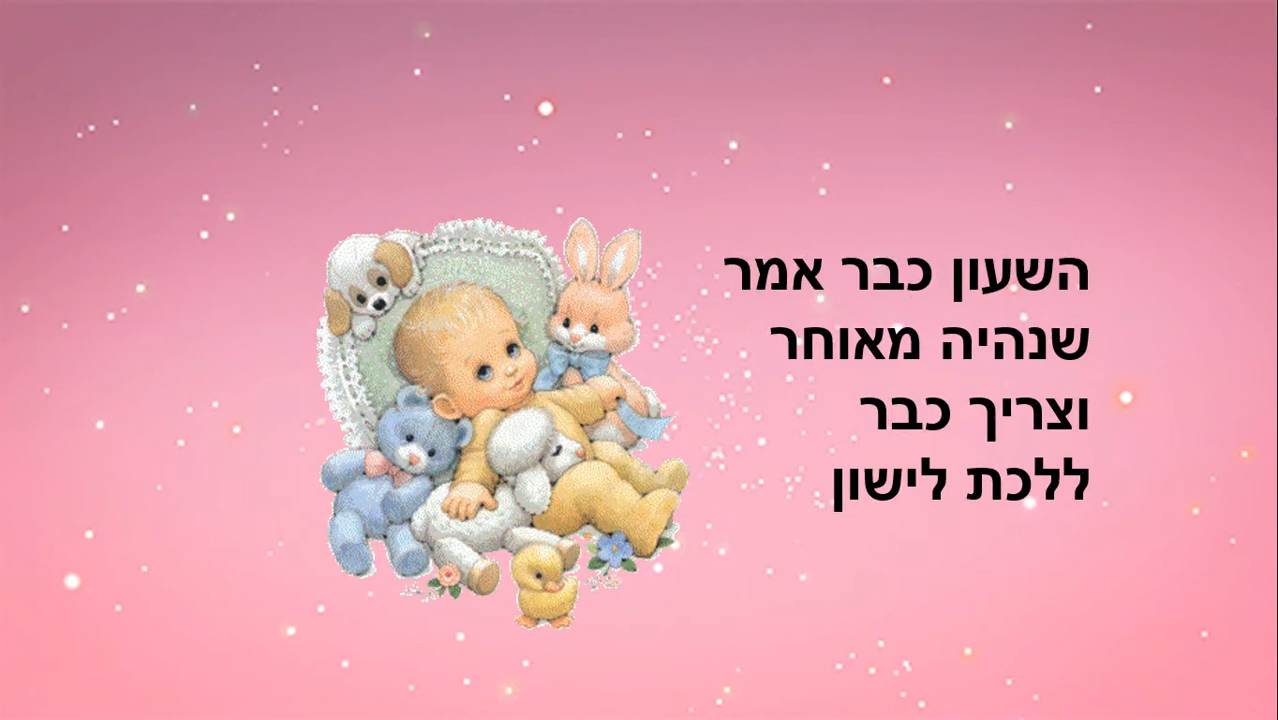 השעון כבר אמר
שנהיה מאוחר
וצריך כבר
ללכת לישון